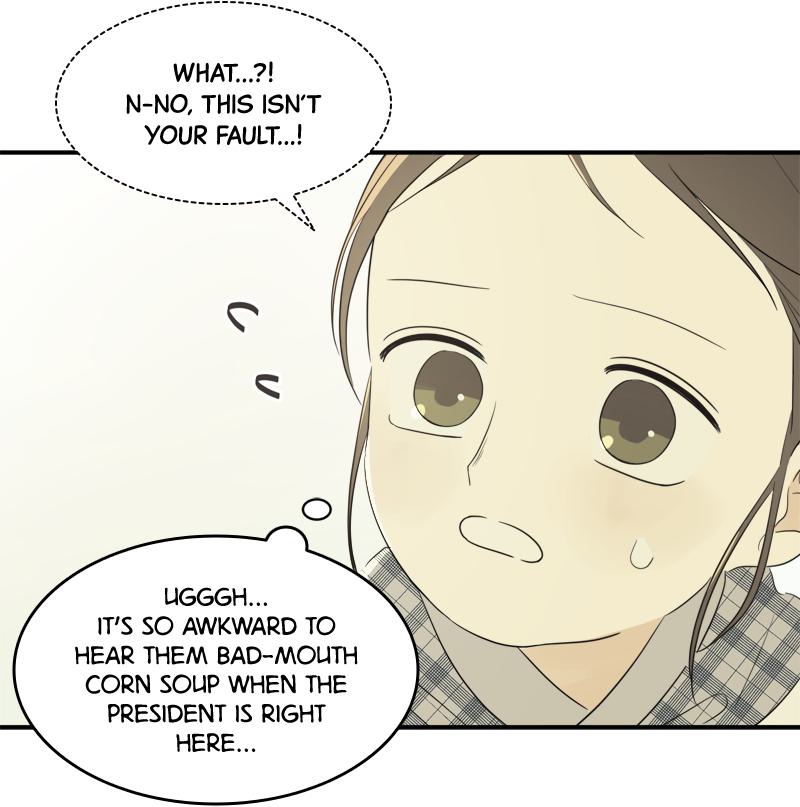 WHAT...?!
N-NO, THIS ISN'T
YOUR FAULT...!
UGGGH...
IT'S SO AWKWARD TO
HEAR THEM BAD-MOUTH
CORN SOUP WHEN THE
PRESIDENT IS RIGHT
HERE...